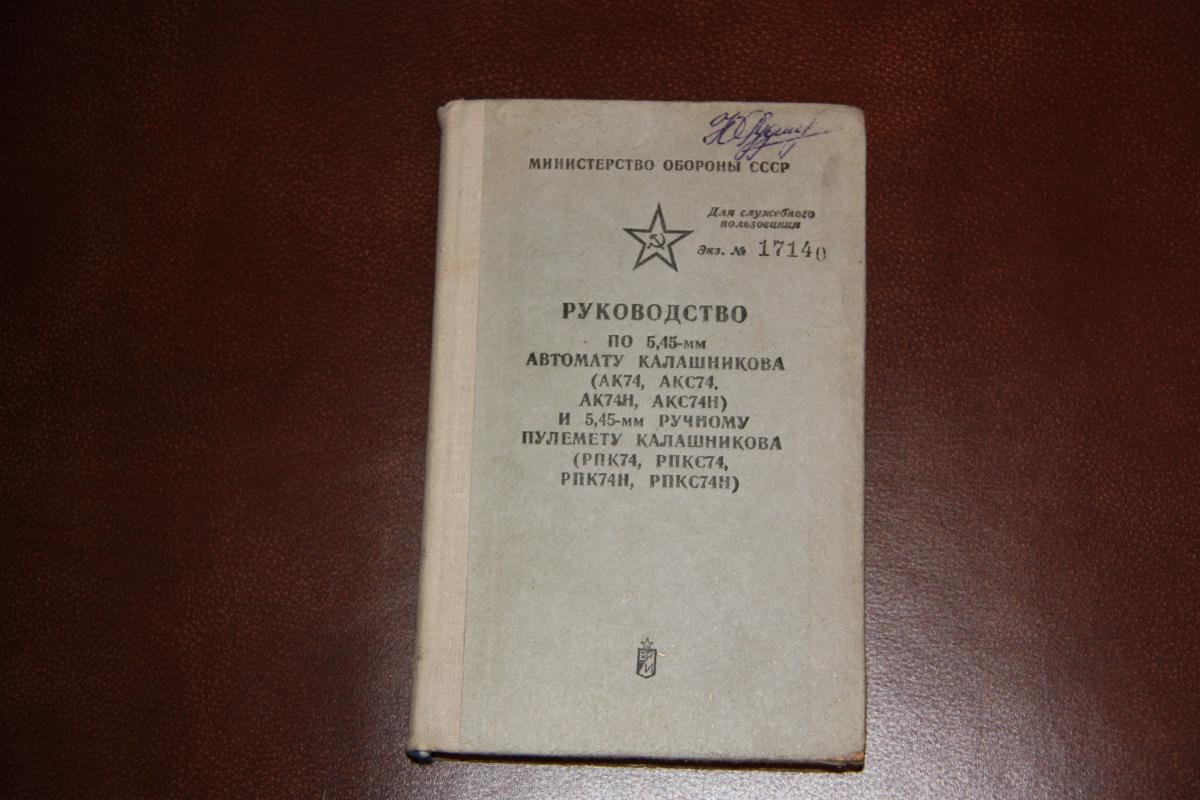 МИНИСТЕРСТВО ОБОРОНЫ СССР
Для служебного
пользования
Экз. № 17140
РУКОВОДСТВО
ПО 5,45-мм
АВТОМАТУ КАЛАШНИКОВА
(АК74, АКС74,
АК74Н, АКС74Н)
И 5,45-мм РУЧНОМУ
ПУЛЕМЕТУ КАЛАШНИКОВА
(РПК74, РПКС74,
РПК74Н, РПКС74Н)